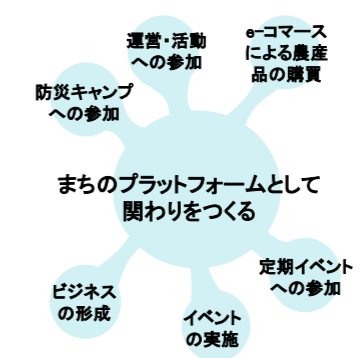 運営・活動
への参加
e-コマース
による農産
品の購買
防災キャンプ
への参加
まちのプラットフォームとして
関わりをつくる
定期イベント
への参加
ビジネス
の形成
イベント
の実施